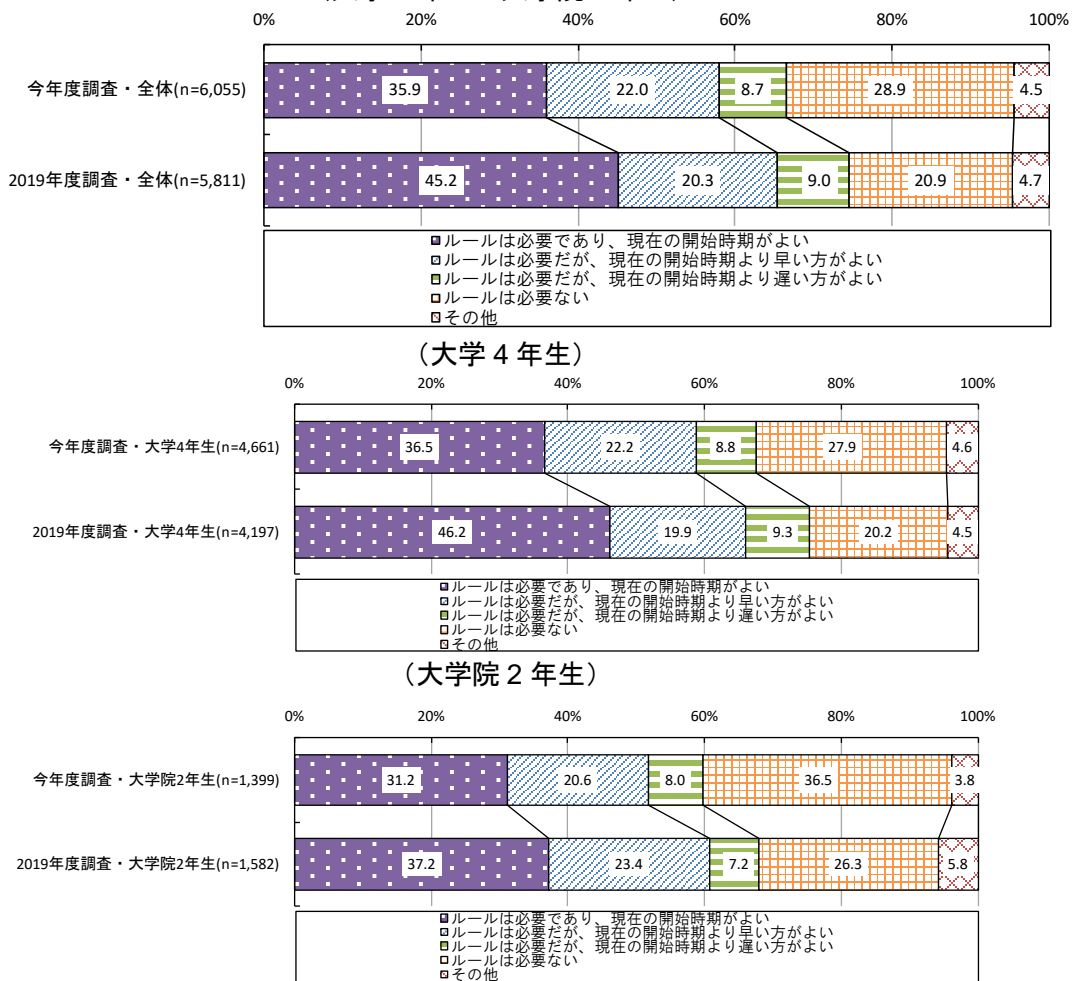 0% 20% 40% 60% 80% 100%
今年度調査・全体(n=6,055) 35.9 22.0 8.7 28.9 4.5
2019年度調査・全体(n=5,811) 45.2 20.3 9.0 20.9 4.7
ルールは必要であり、現在の開始時期がよい
ルールは必要だが、現在の開始時期より早い方がよい
ルールは必要だが、現在の開始時期より遅い方がよい
ルールは必要ない
その他
（大学4年生）
0% 20% 40% 60% 80% 100%
今年度調査・大学4年生(n=4,661) 36.5 22.2 8.8 27.9 4.6
2019年度調査・大学4年生(n=4,197) 46.2 19.9 9.3 20.2 4.5
ルールは必要であり、現在の開始時期がよい
ルールは必要だが、現在の開始時期より早い方がよい
ルールは必要だが、現在の開始時期より遅い方がよい
ルールは必要ない
その他
（大学院2年生）
0% 20% 40% 60% 80% 100%
今年度調査・大学院2年生(n=1,399) 31.2 20.6 8.0 36.5 3.8
2019年度調査・大学院2年生(n=1,582) 37.2 23.4 7.2 26.3 5.8
ルールは必要であり、現在の開始時期がよい
ルールは必要だが、現在の開始時期より早い方がよい
ルールは必要だが、現在の開始時期より遅い方がよい
ルールは必要ない
その他